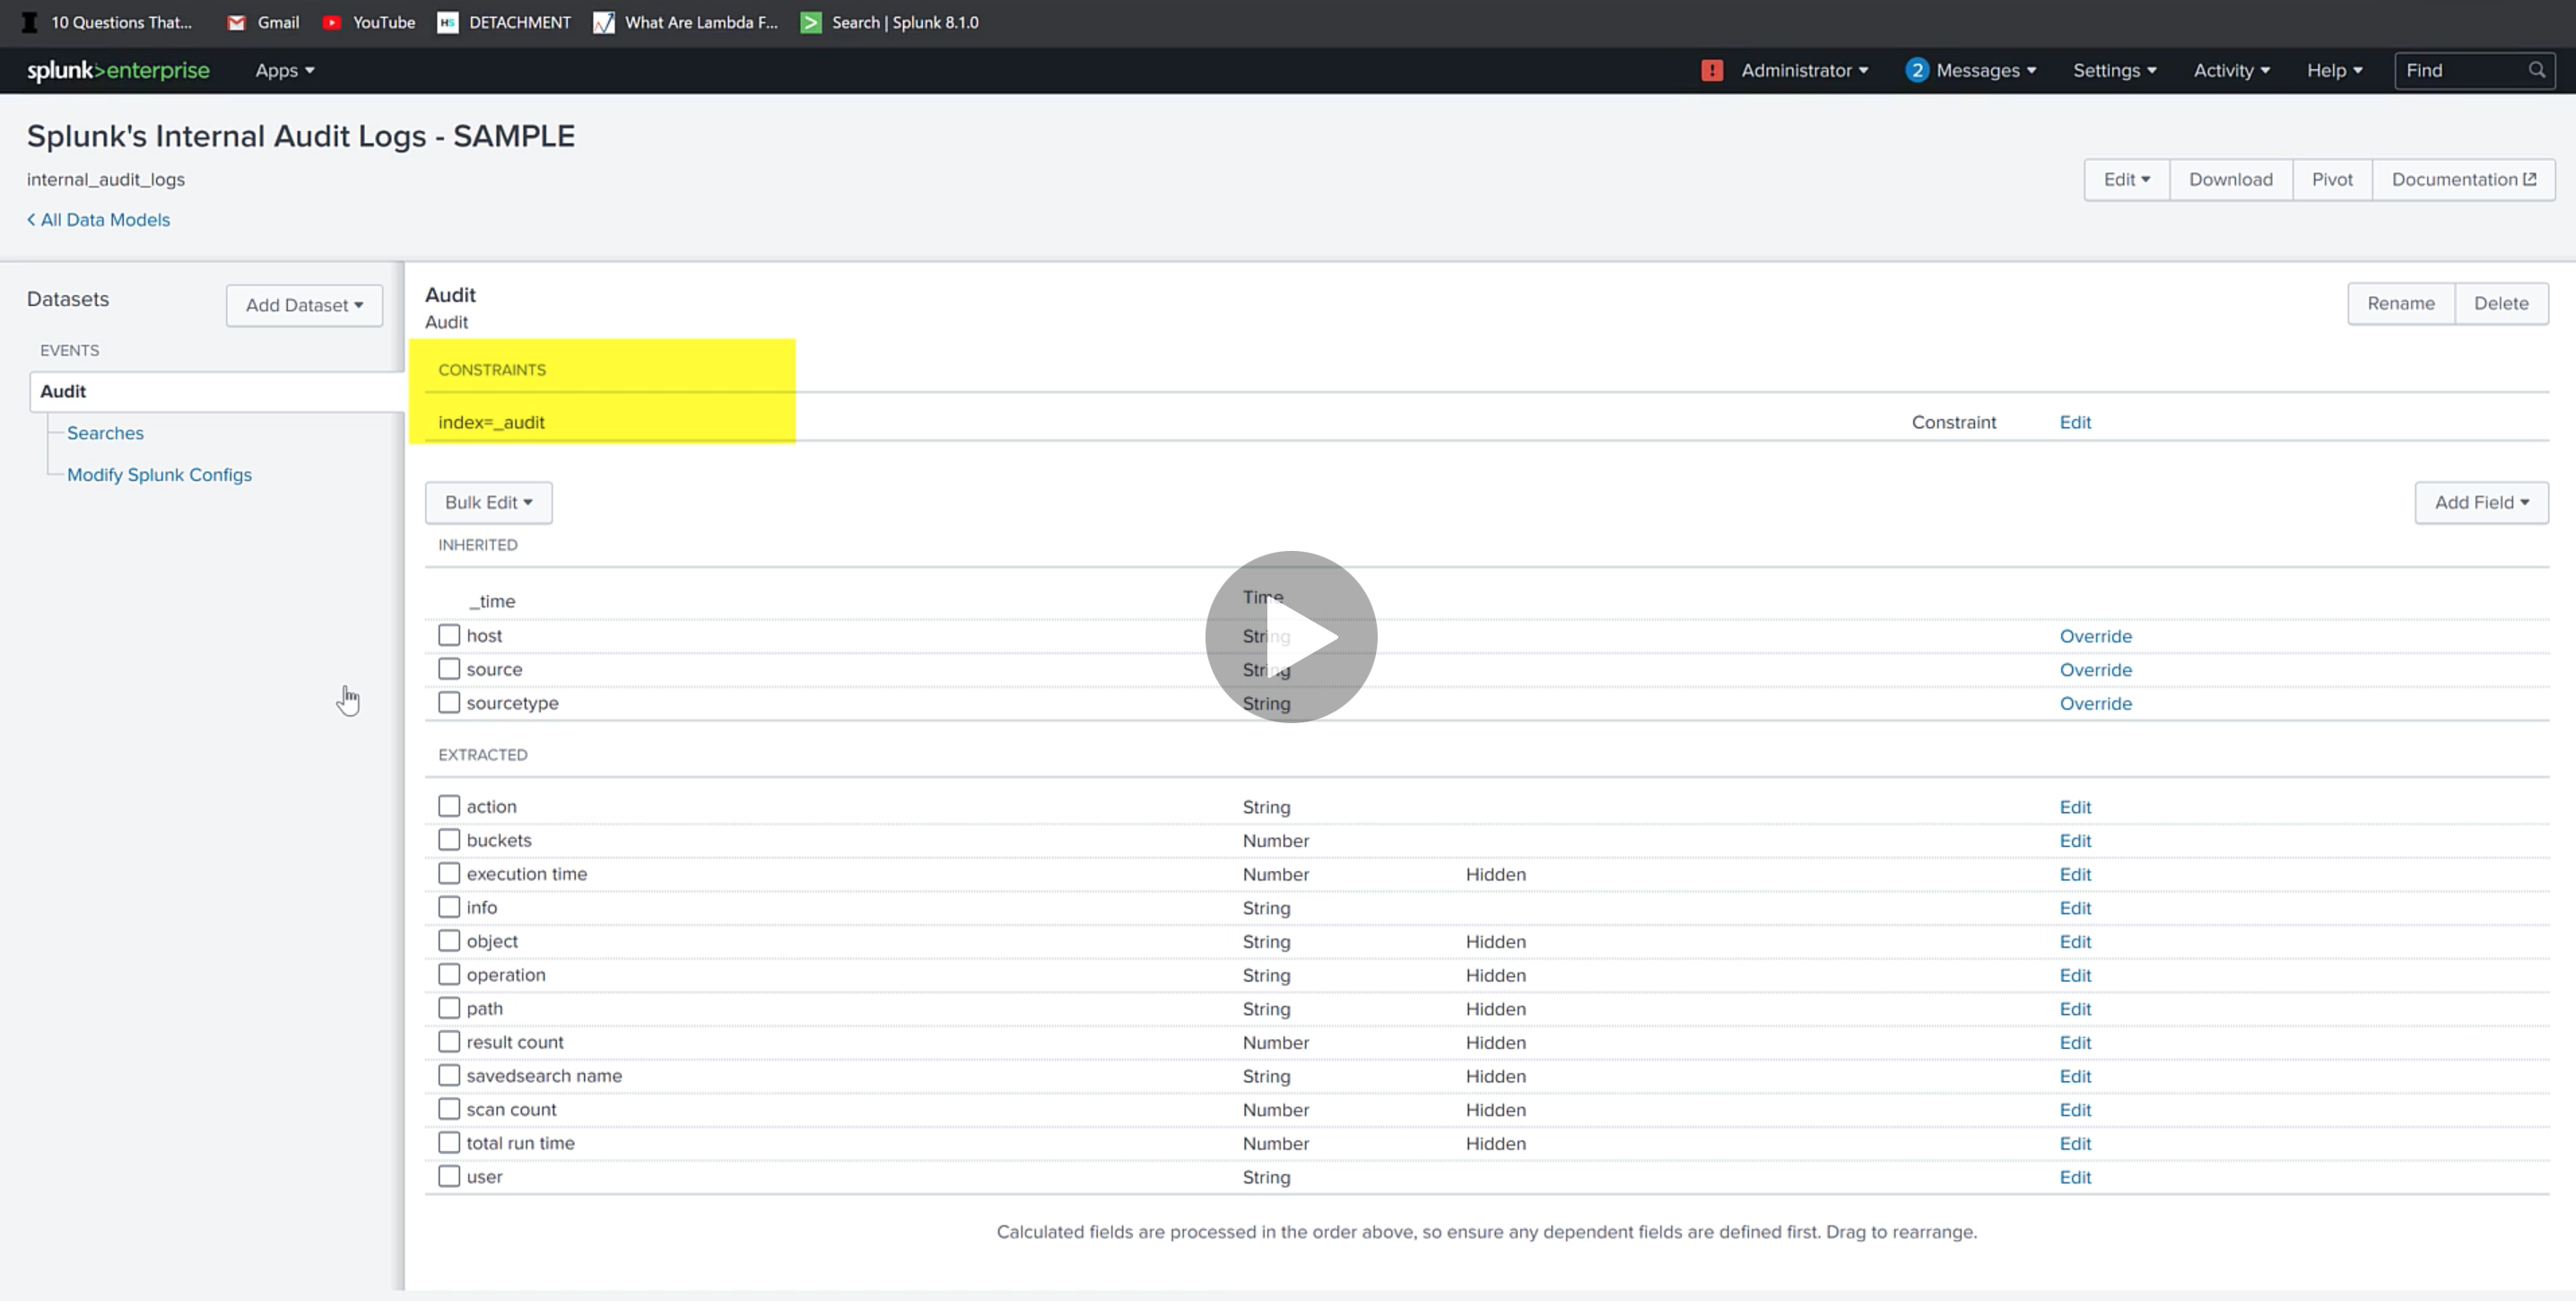 10 Questions That... Gmail YouTube HS DETACHMENT What Are Lambda F... Search | Splunk 8.1.0
splunk>enterprise Apps ! Administrator 2 Messages Settings Activity Help Find
Splunk's Internal Audit Logs - SAMPLE
internal_audit_logs
Edit Download Pivot Documentation
< All Data Models
Datasets
Add Dataset
EVENTS
Audit
Searches
Modify Splunk Configs
Audit
Audit
Rename Delete
CONSTRAINTS
index=_audit Constraint Edit
Bulk Edit Add Field
INHERITED
_time Time
host String Override
source String Override
sourcetype String Override
EXTRACTED
action String Edit
buckets Number Edit
execution time Number Hidden Edit
info String Edit
object String Hidden Edit
operation String Hidden Edit
path String Hidden Edit
result count Number Hidden Edit
savedsearch name String Hidden Edit
scan count Number Hidden Edit
total run time Number Hidden Edit
user String Edit
Calculated fields are processed in the order above, so ensure any dependent fields are defined first. Drag to rearrange.